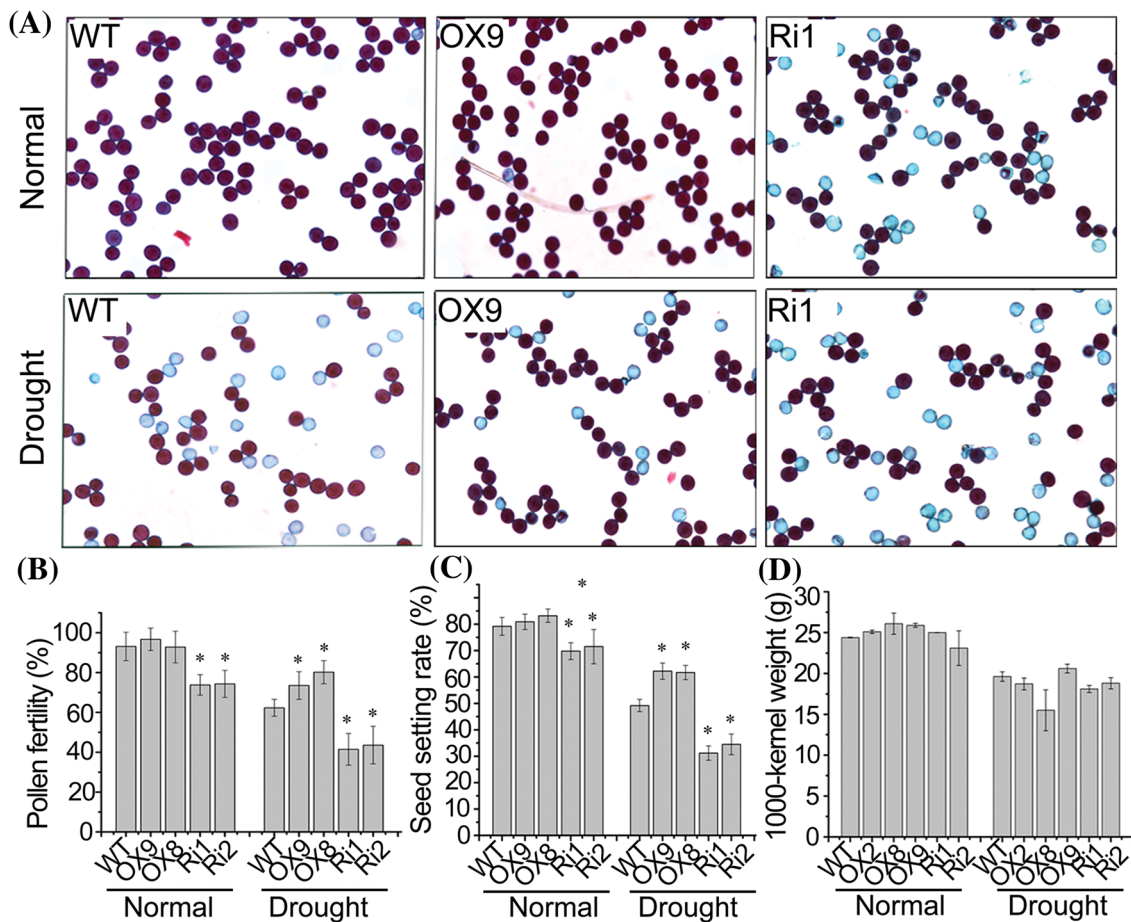 (A)
WT
OX9
Ri1
Normal
WT
OX9
Ri1
Drought
(B)
Pollen fertility (%)
100
80
60
40
20
0
* * * * * *
WT OX9 OX8 Ri1 Ri2 WT OX9 OX8 Ri1 Ri2
Normal Drought
(C)
Seed setting rate (%)
80
70
60
50
40
30
20
10
0
* * * * * * *
WT OX9 OX8 Ri1 Ri2 WT OX9 OX8 Ri1 Ri2
Normal Drought
(D)
1000-kernel weight (g)
30
25
20
15
10
5
0
WT OX2 OX8 OX9 Ri1 Ri2 WT OX2 OX8 OX9 Ri1 Ri2
Normal Drought